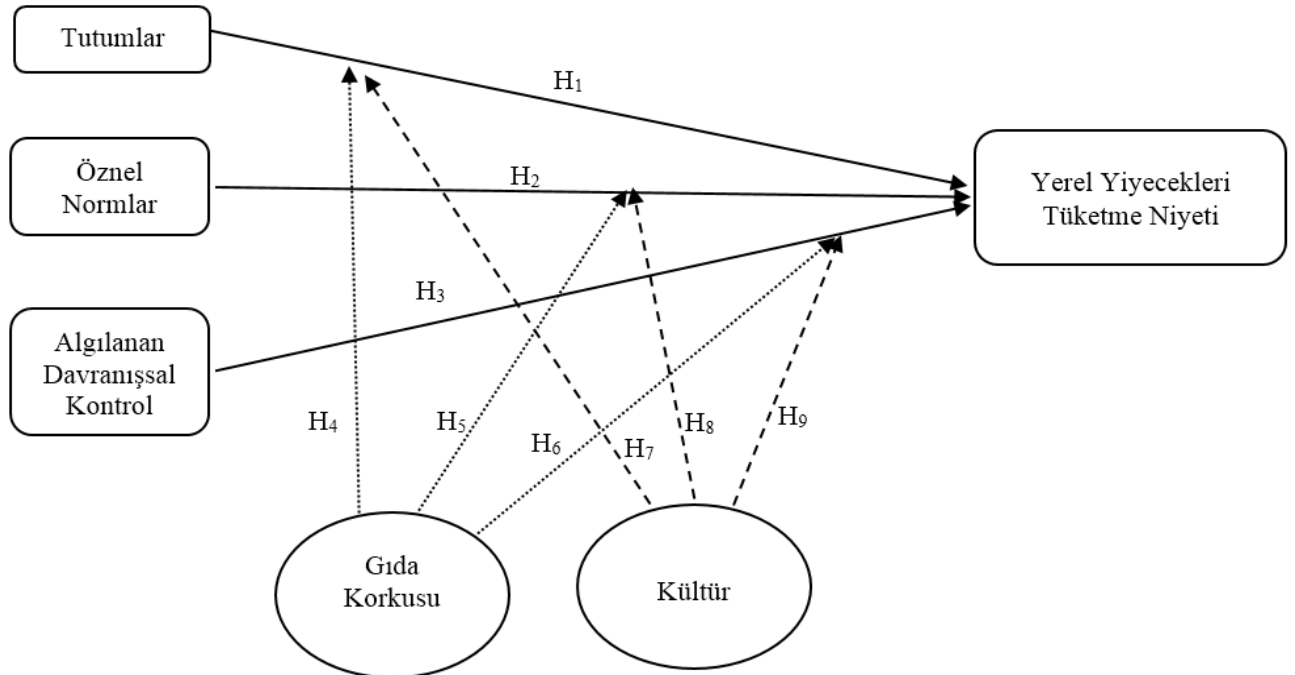 Tutumlar
H₁
Öznel
Normlar
H₂
Yerel Yiyecekleri
Tüketme Niyeti
H₃
Algılanan
Davranışsal
Kontrol
H₄
H₅
H₆
H₇
H₈
H₉
Gıda
Korkusu
Kültür